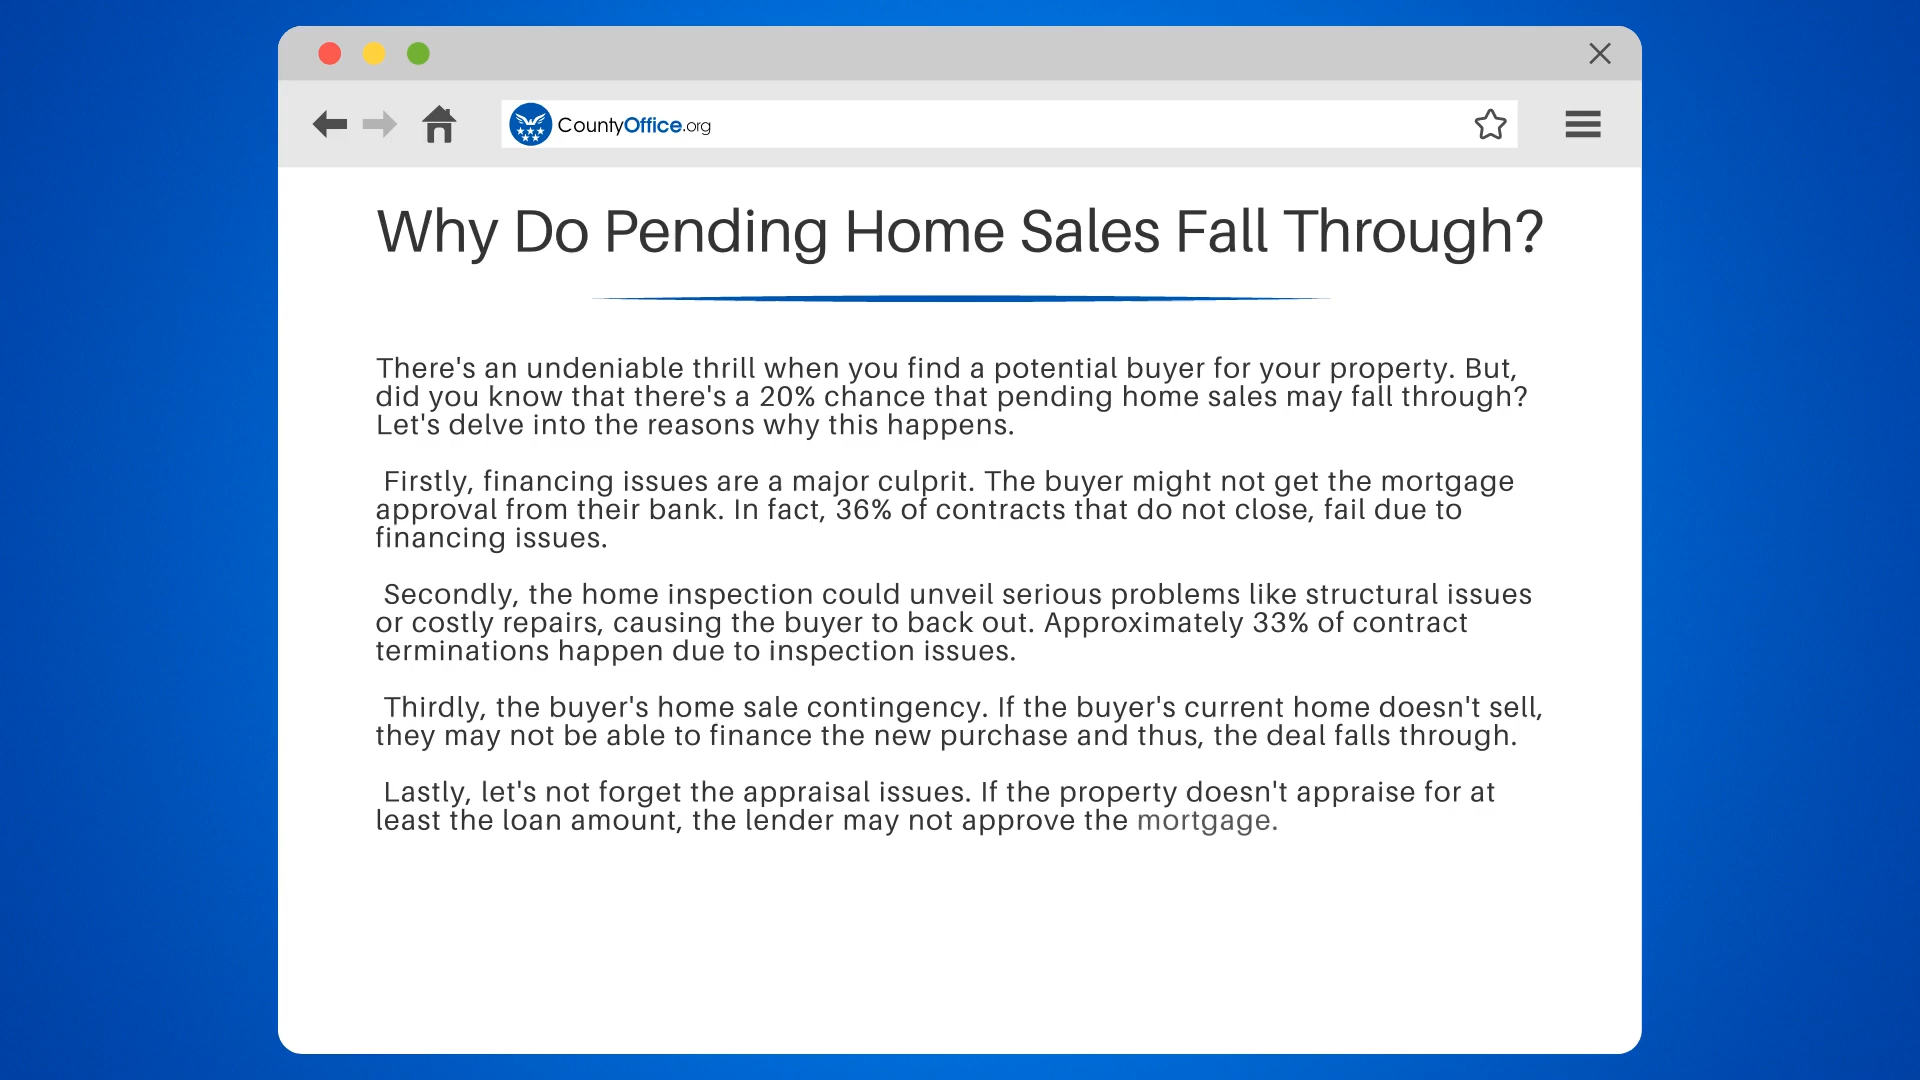 CountyOffice.org
Why Do Pending Home Sales Fall Through?
There's an undeniable thrill when you find a potential buyer for your property. But,
did you know that there's a 20% chance that pending home sales may fall through?
Let's delve into the reasons why this happens.
Firstly, financing issues are a major culprit. The buyer might not get the mortgage
approval from their bank. In fact, 36% of contracts that do not close, fail due to
financing issues.
Secondly, the home inspection could unveil serious problems like structural issues
or costly repairs, causing the buyer to back out. Approximately 33% of contract
terminations happen due to inspection issues.
Thirdly, the buyer's home sale contingency. If the buyer's current home doesn't sell,
they may not be able to finance the new purchase and thus, the deal falls through.
Lastly, let's not forget the appraisal issues. If the property doesn't appraise for at
least the loan amount, the lender may not approve the mortgage.